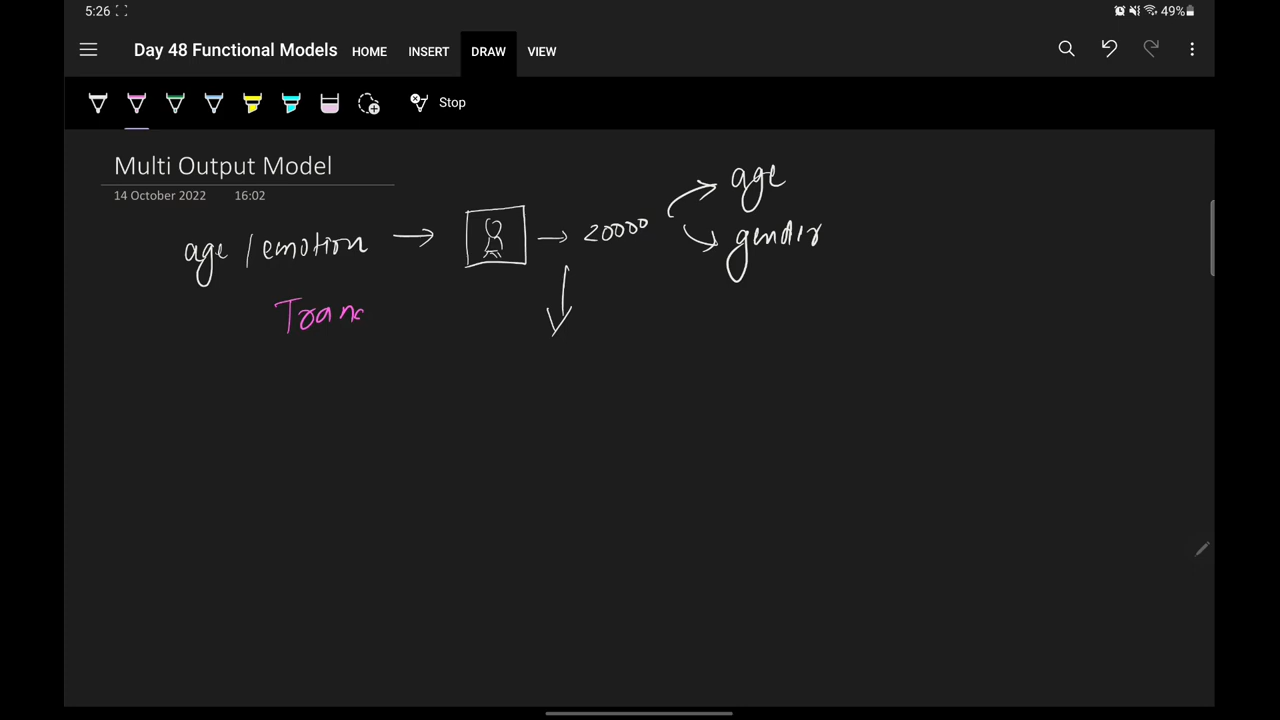 5:26
49%
Day 48 Functional Models HOME INSERT DRAW VIEW
Stop
Multi Output Model
14 October 2022 16:02
age
age / emotion → → 20000
gender
Tran